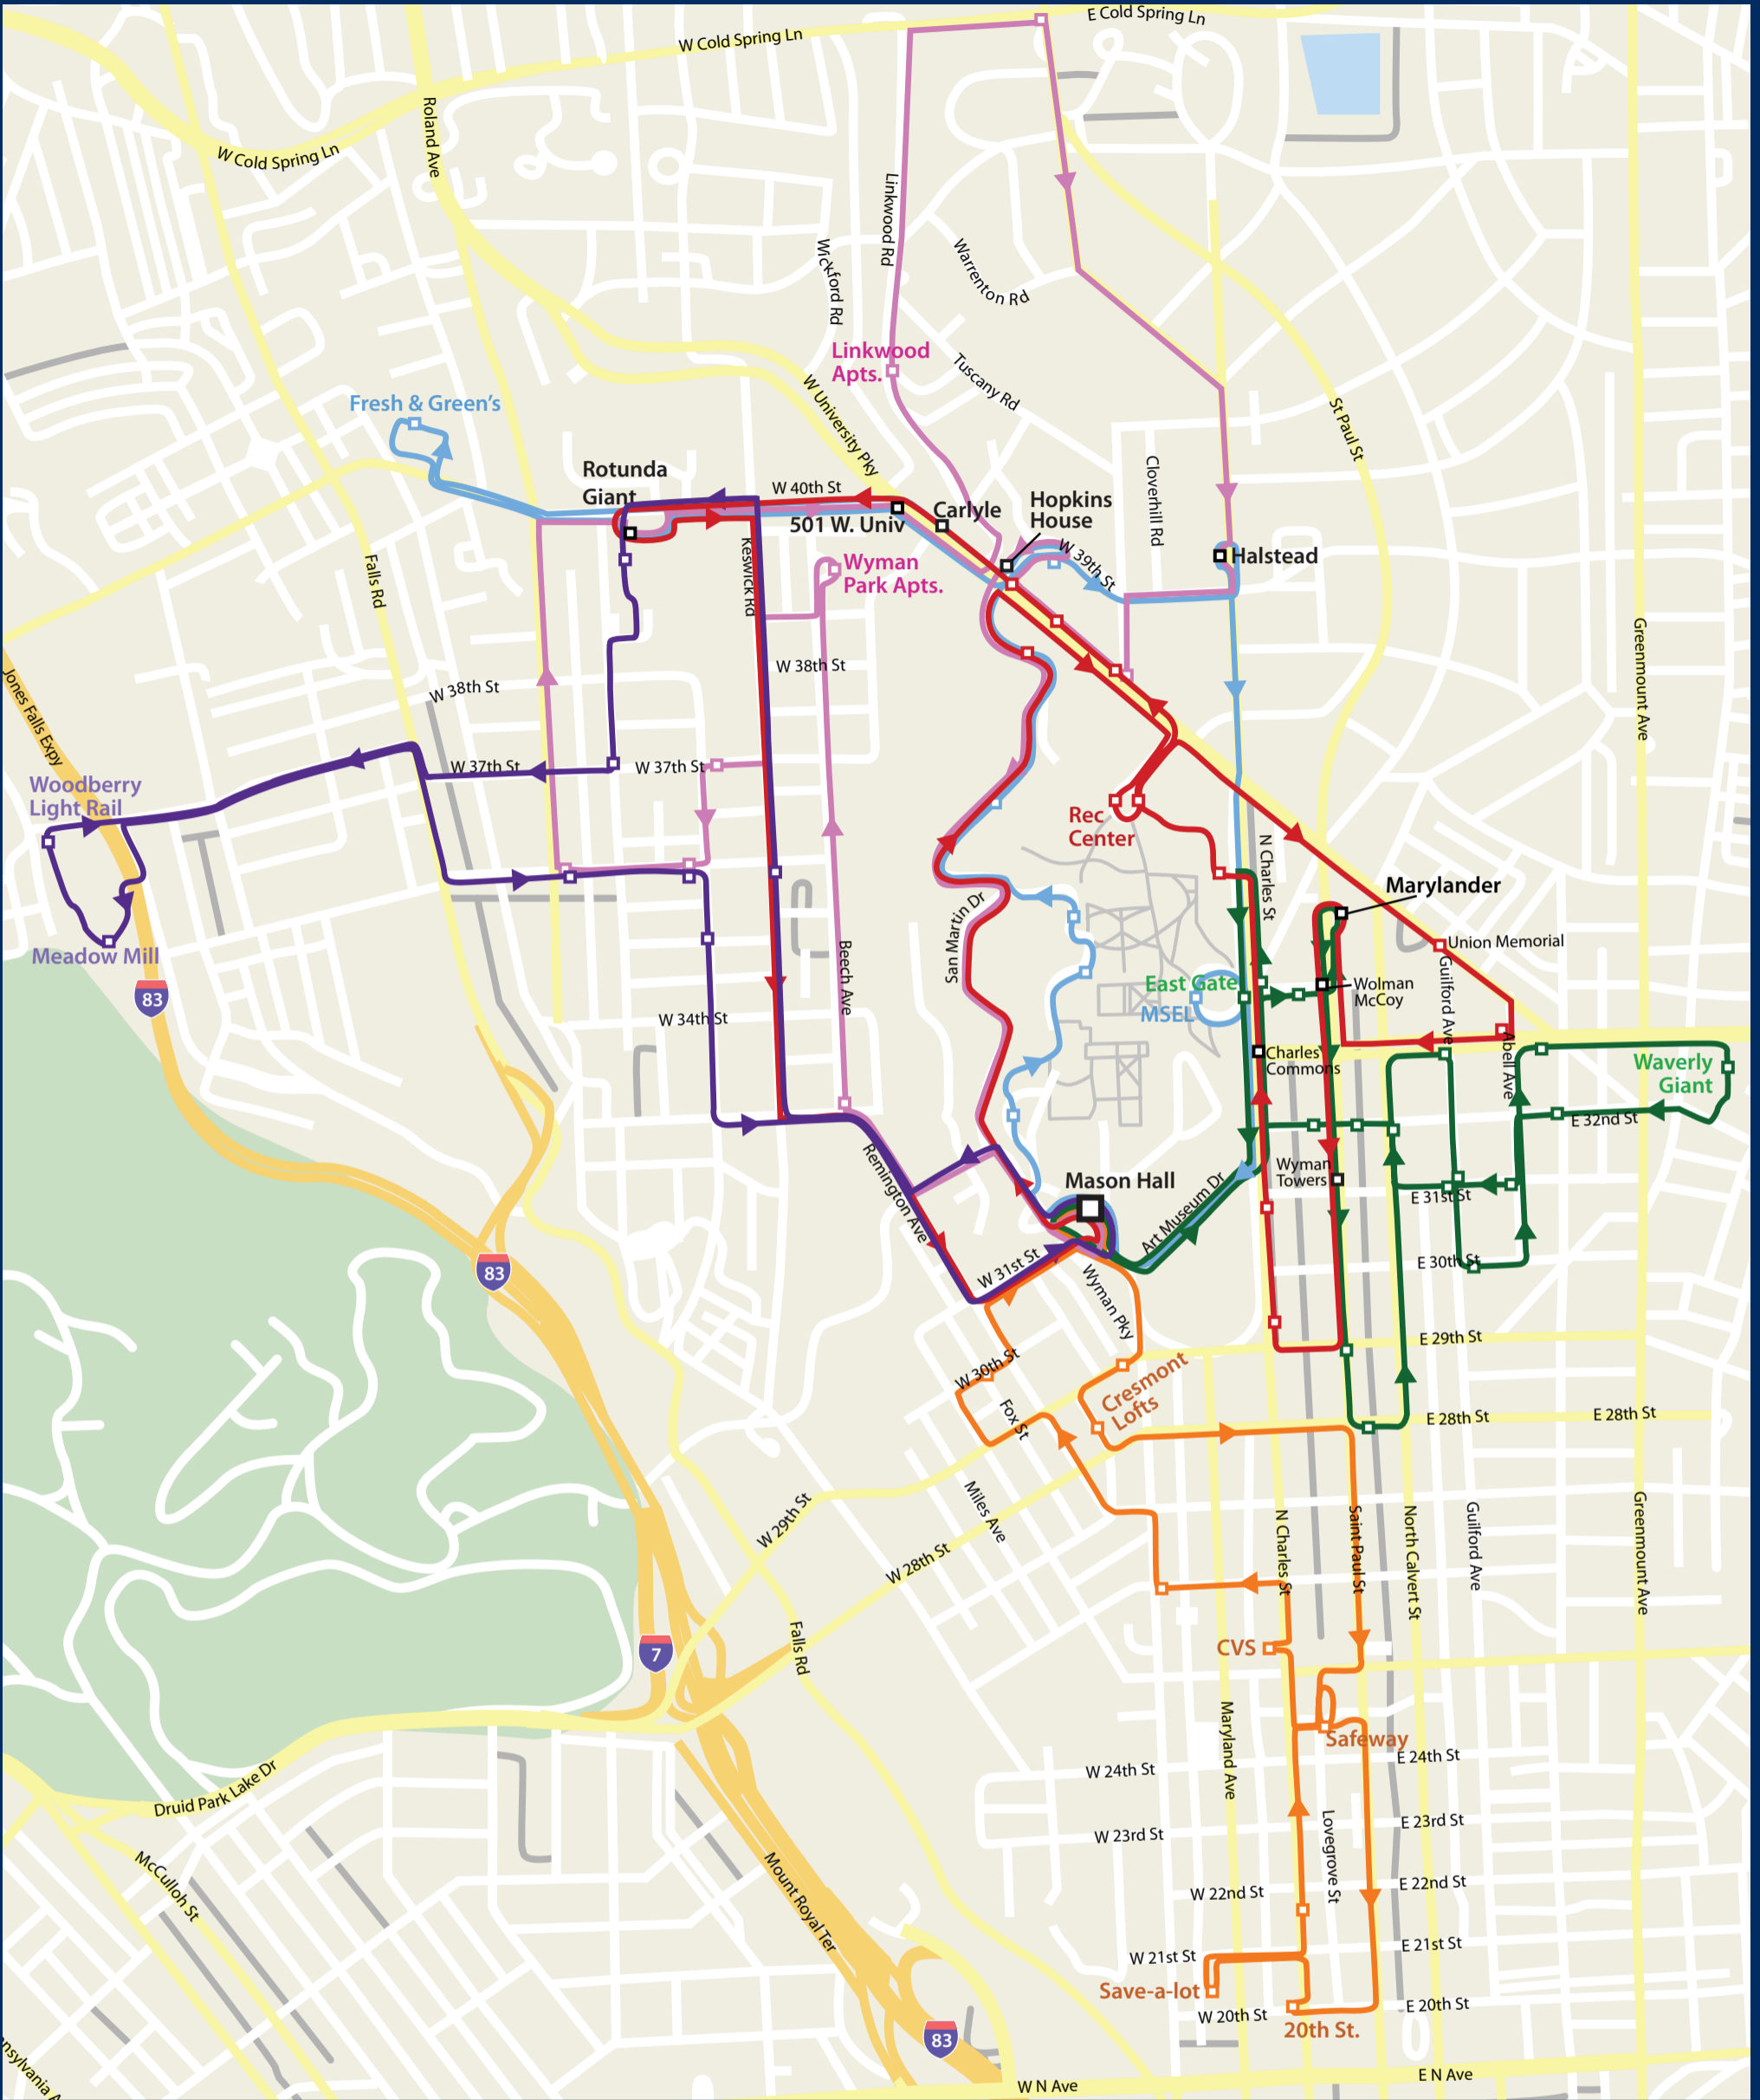 E Cold Spring Ln
W Cold Spring Ln
Roland Ave
W Cold Spring Ln
Linkwood Rd
Wickford Rd
Warrenton Rd
Linkwood
Apts.
Tuscany Rd
W University Pky
St Paul St
Fresh & Green's
Rotunda
Giant
W 40th St
501 W. Univ
Carlyle
Hopkins
House
Cloverhill Rd
W 39th St
Halstead
Falls Rd
Keswick Rd
Wyman
Park Apts.
Greenmount Ave
W 38th St
W 38th St
Jones Falls Expy
W 37th St
W 37th St
Woodberry
Light Rail
Rec
Center
N Charles St
Marylander
Union Memorial
Meadow Mill
83
Beech Ave
San Martin Dr
Guilford Ave
East Gate
MSEL
Wolman
McCoy
W 34th St
Charles
Commons
Abell Ave
Waverly
Giant
E 32nd St
Remington Ave
Mason Hall
Wyman
Towers
E 31st St
Art Museum Dr
W 31st St
E 30th St
83
Wyman Pky
E 29th St
W 30th St
Cresmont
Lofts
Fox St
E 28th St
E 28th St
Miles Ave
W 29th St
W 28th St
N Charles St
Saint Paul St
North Calvert St
Guilford Ave
Greenmount Ave
Falls Rd
7
CVS
Maryland Ave
Safeway
E 24th St
W 24th St
Druid Park Lake Dr
Lovegrove St
E 23rd St
W 23rd St
McCulloh St
Mount Royal Ter
E 22nd St
W 22nd St
E 21st St
W 21st St
Save-a-lot
E 20th St
W 20th St
20th St.
83
nsylvania A
E N Ave
W N Ave